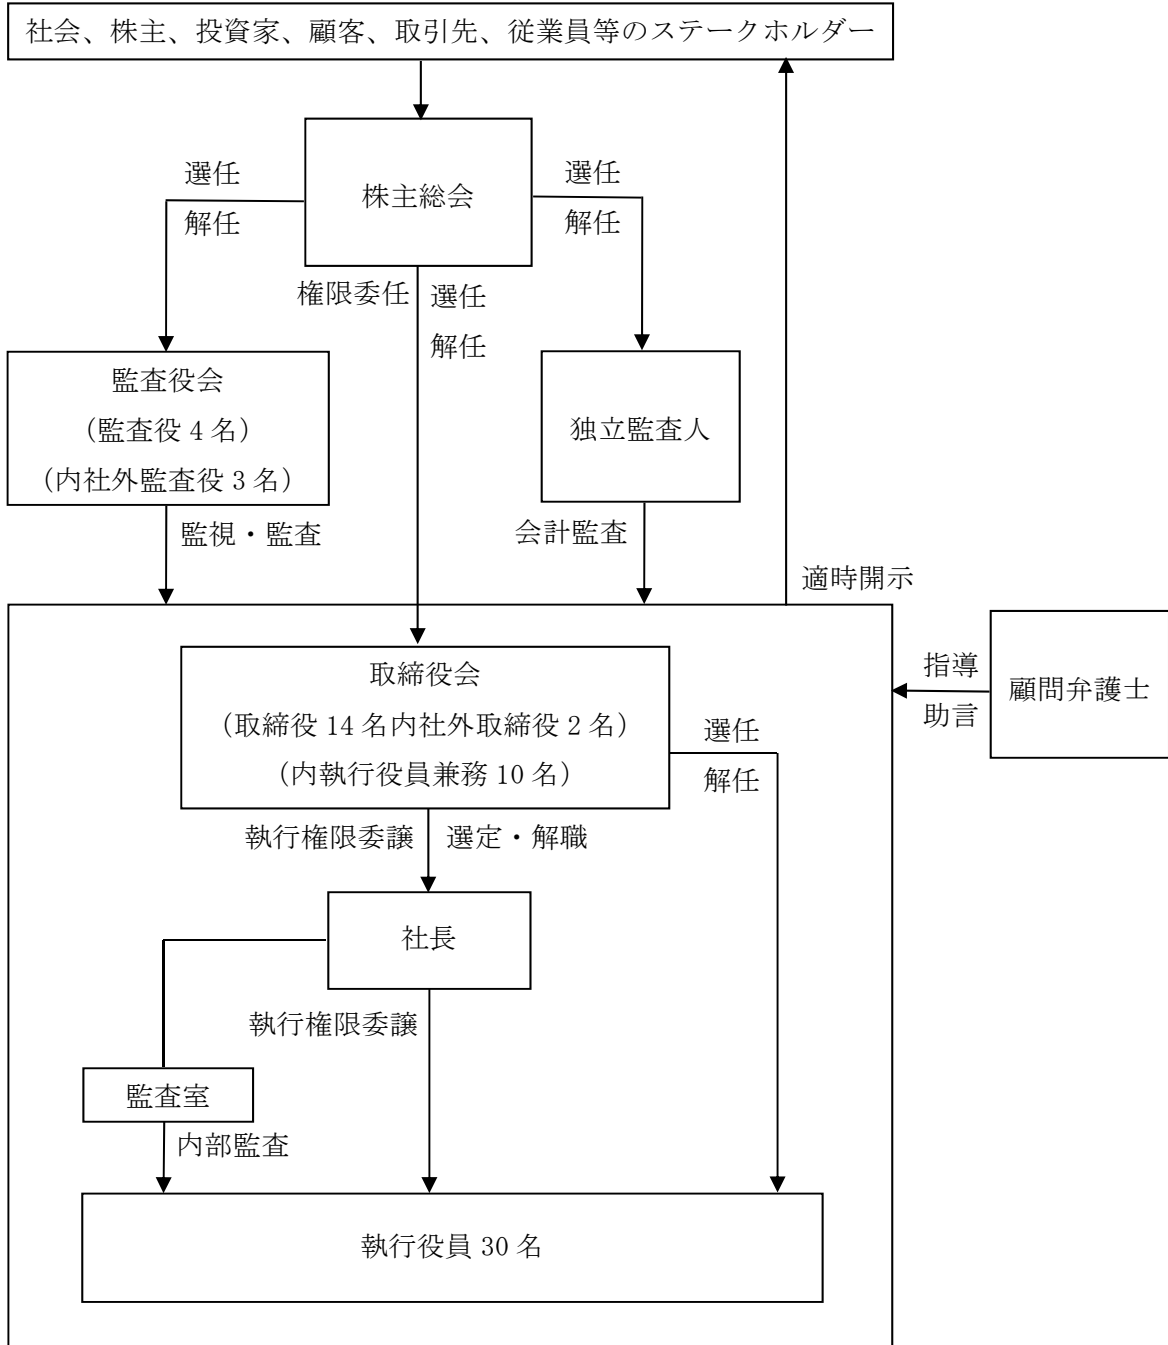 社会、株主、投資家、顧客、取引先、従業員等のステークホルダー
株主総会
選任
解任
選任
解任
権限委任
選任
解任
監査役会
（監査役 4 名）
（内社外監査役 3 名）
独立監査人
監視・監査
会計監査
適時開示
取締役会
（取締役 14 名内社外取締役 2 名）
（内執行役員兼務 10 名）
選任
解任
指導
助言
顧問弁護士
執行権限委譲
選定・解職
社長
執行権限委譲
監査室
内部監査
執行役員 30 名